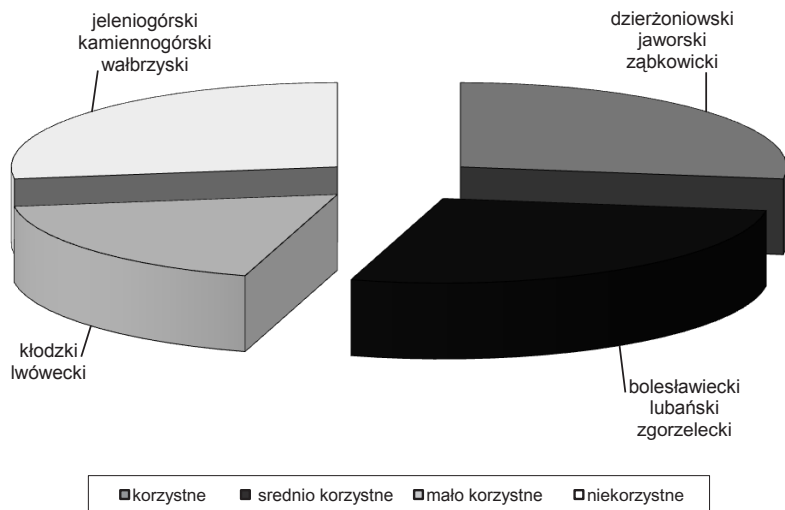 jeleniogórski
kamiennogórski
wałbrzyski
dzierżoniowski
jaworski
ząbkowicki
kłodzki
lwówecki
bolesławiecki
lubański
zgorzelecki
korzystne srednio korzystne mało korzystne niekorzystne